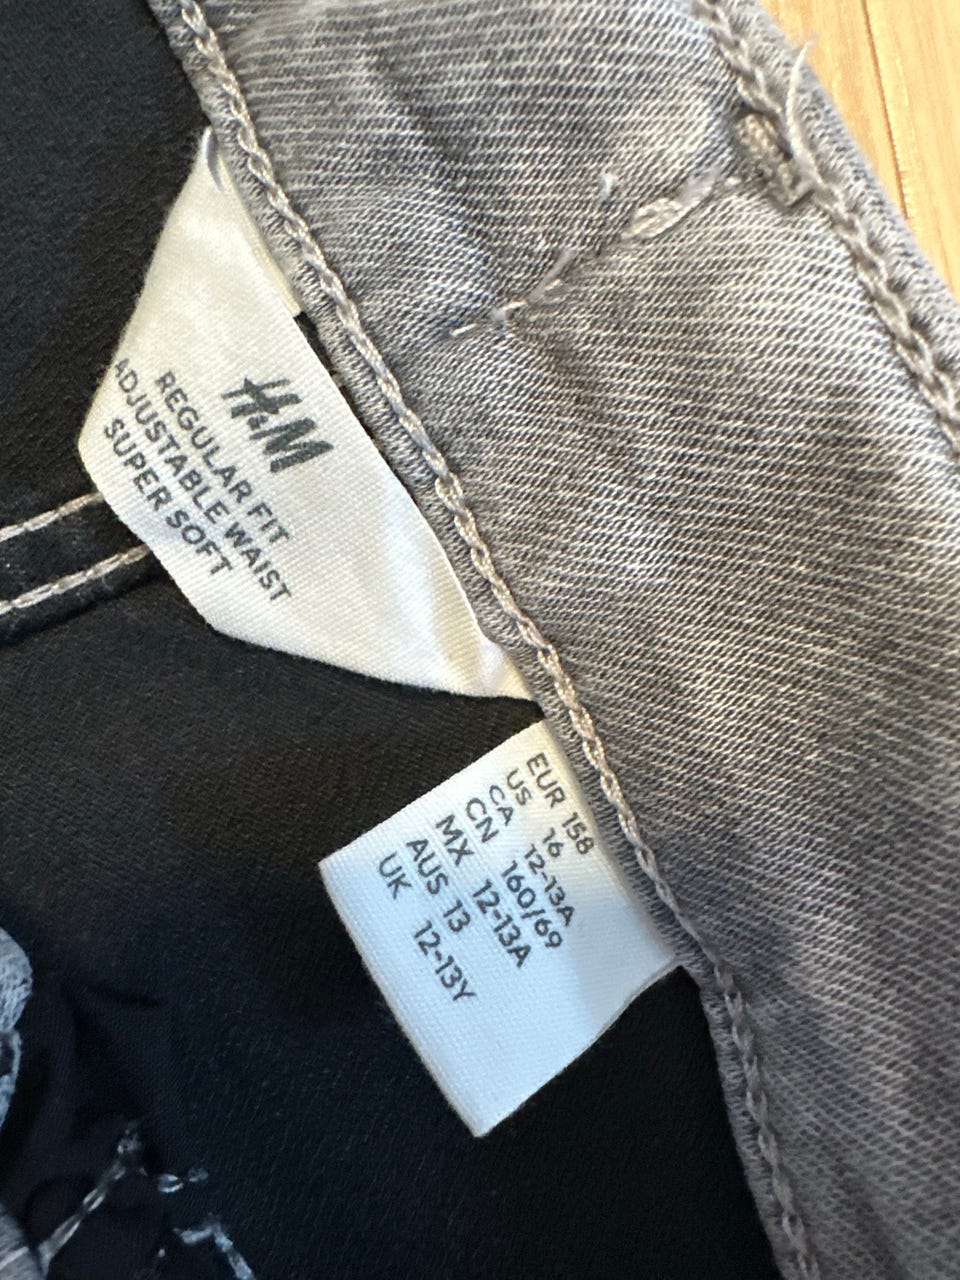 H&M
REGULAR FIT
ADJUSTABLE WAIST
SUPER SOFT
EUR 158
US 16
CA 12-13A
CN 160/69
MX 12-13A
AUS 13
UK 12-13Y